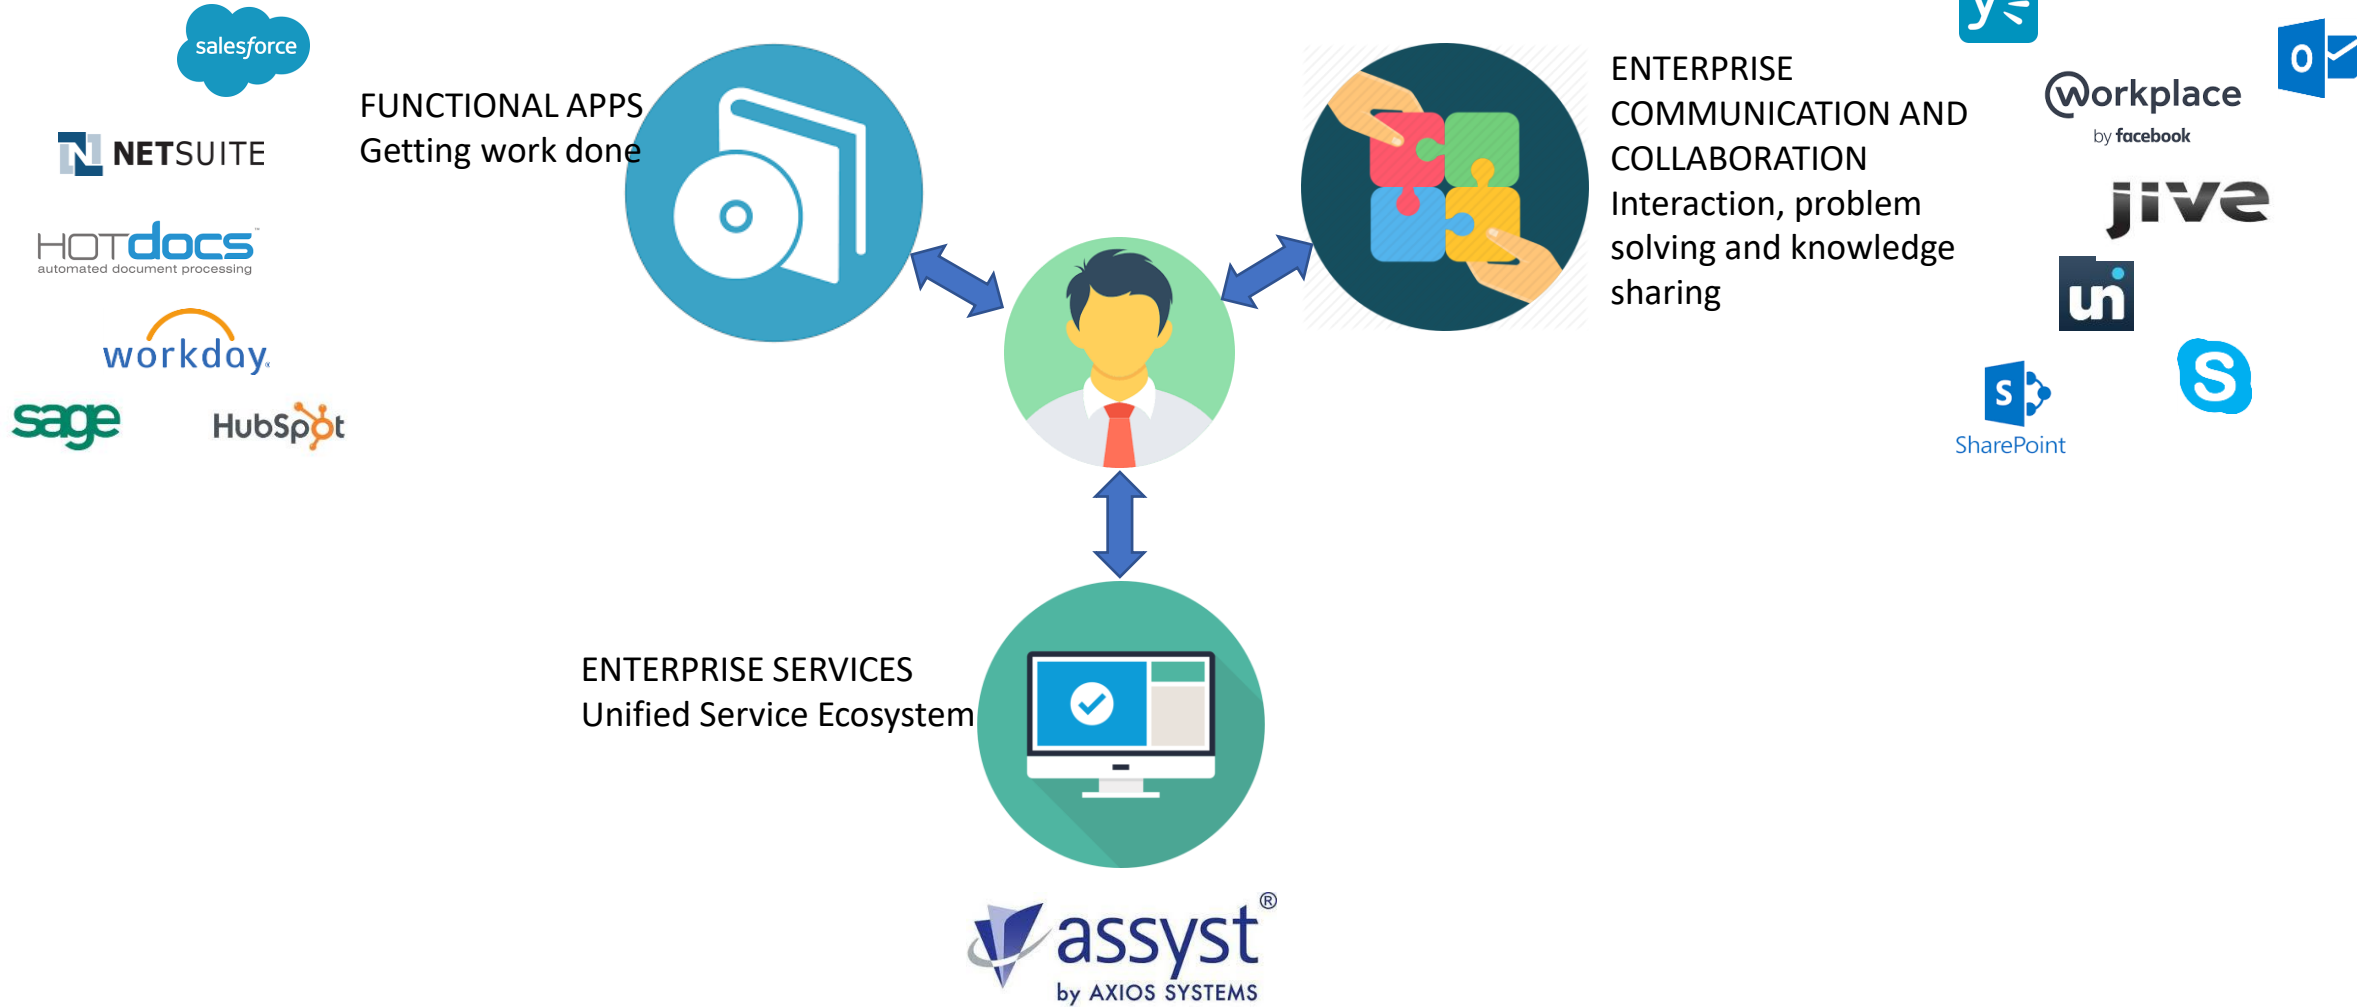 salesforce
NETSUITE
HOTdocs™
automated document processing
workday®
sage
HubSpot
FUNCTIONAL APPS
Getting work done
ENTERPRISE
COMMUNICATION AND
COLLABORATION
Interaction, problem
solving and knowledge
sharing
y
O
Workplace
by facebook
jive
un
S
SharePoint
S
ENTERPRISE SERVICES
Unified Service Ecosystem
assyst®
by AXIOS SYSTEMS